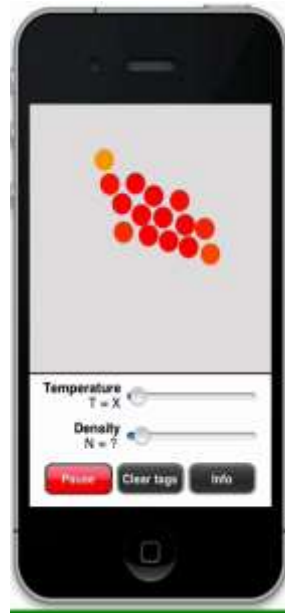 Temperature
T = X
Density
N = ?
Pause
Clear tags
Info